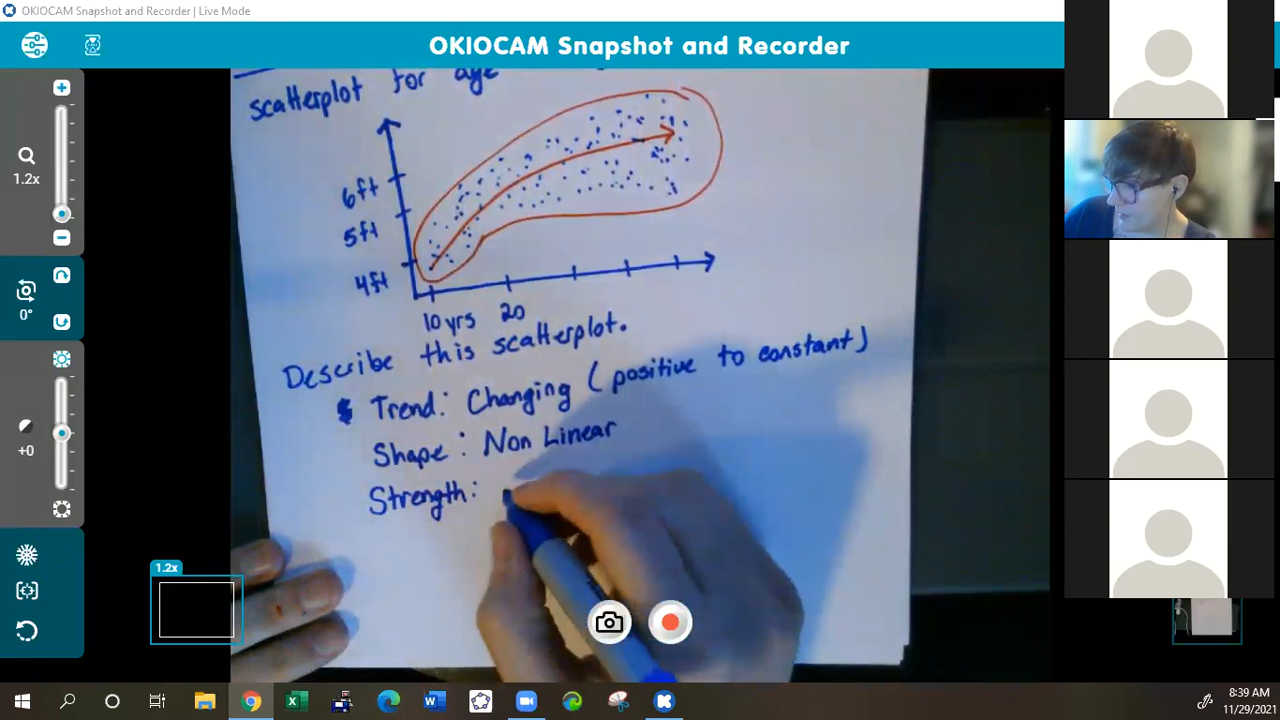 OKIOCAM Snapshot and Recorder | Live Mode
OKIOCAM Snapshot and Recorder
scatterplot for age
1.2x
6ft
5ft
4ft
0°
10yrs 20
Describe this scatterplot.
Trend: Changing (positive to constant)
+0
Shape: Non Linear
Strength:
1.2x
8:39 AM
11/29/2021